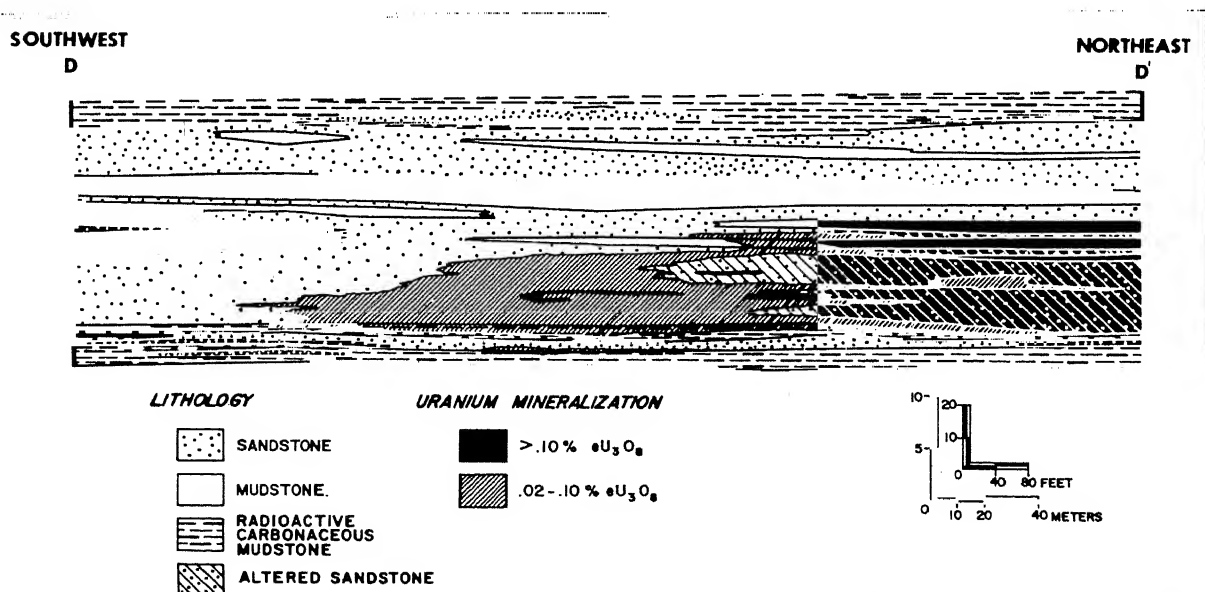 SOUTHWEST
D
NORTHEAST
D'
LITHOLOGY
SANDSTONE
MUDSTONE.
RADIOACTIVE
CARBONACEOUS
MUDSTONE
ALTERED SANDSTONE
URANIUM MINERALIZATION
>.10% eU₃O₈
.02-.10% eU₃O₈
10
5
0
20
10
0
40 80 FEET
10 20 40 METERS